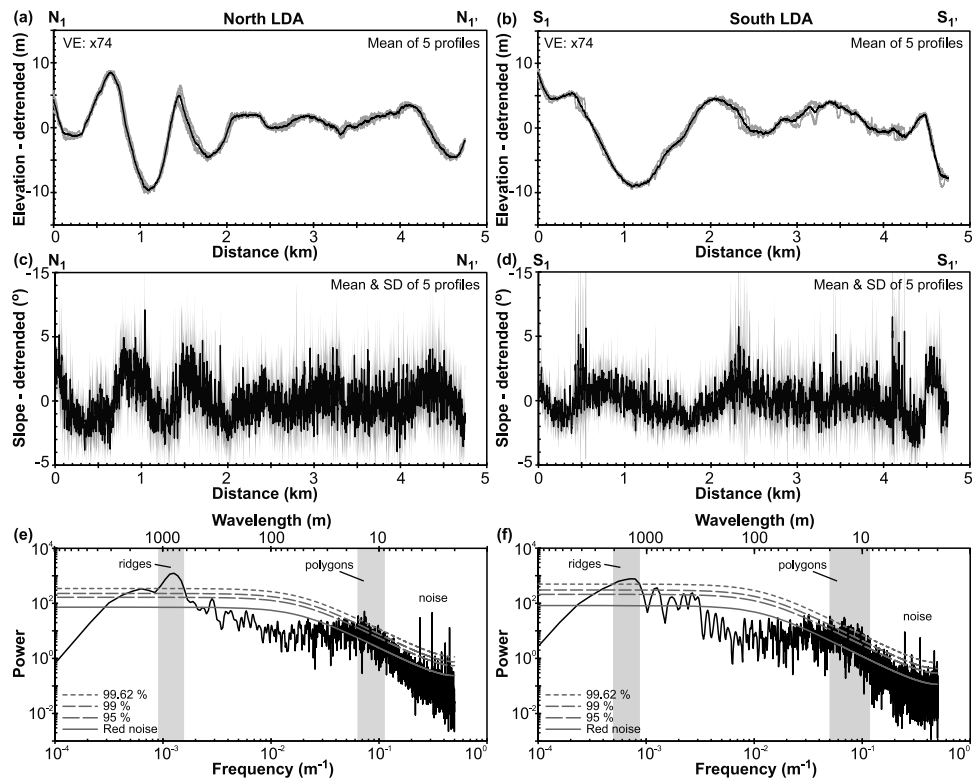 (a) N1 North LDA N1'
VE: x74 Mean of 5 profiles
Elevation - detrended (m)
10
0
-10
0 1 2 3 4 5
Distance (km)
(b) S1 South LDA S1'
VE: x74 Mean of 5 profiles
Elevation - detrended (m)
10
0
-10
0 1 2 3 4 5
Distance (km)
(c) N1 N1'
Mean & SD of 5 profiles
Slope - detrended (º)
-15
5
0
-5
0 1 2 3 4 5
Distance (km)
(d) S1 S1'
Mean & SD of 5 profiles
Slope - detrended (º)
-15
5
0
-5
0 1 2 3 4 5
Distance (km)
(e) Wavelength (m)
1000 100 10
ridges polygons
noise
Power
10^4
10^2
10^0
10^-2
99.62 %
99 %
95 %
Red noise
10^-4 10^-3 10^-2 10^-1 10^0
Frequency (m^-1)
(f) Wavelength (m)
1000 100 10
ridges polygons
noise
Power
10^4
10^2
10^0
10^-2
99.62 %
99 %
95 %
Red noise
10^-4 10^-3 10^-2 10^-1 10^0
Frequency (m^-1)